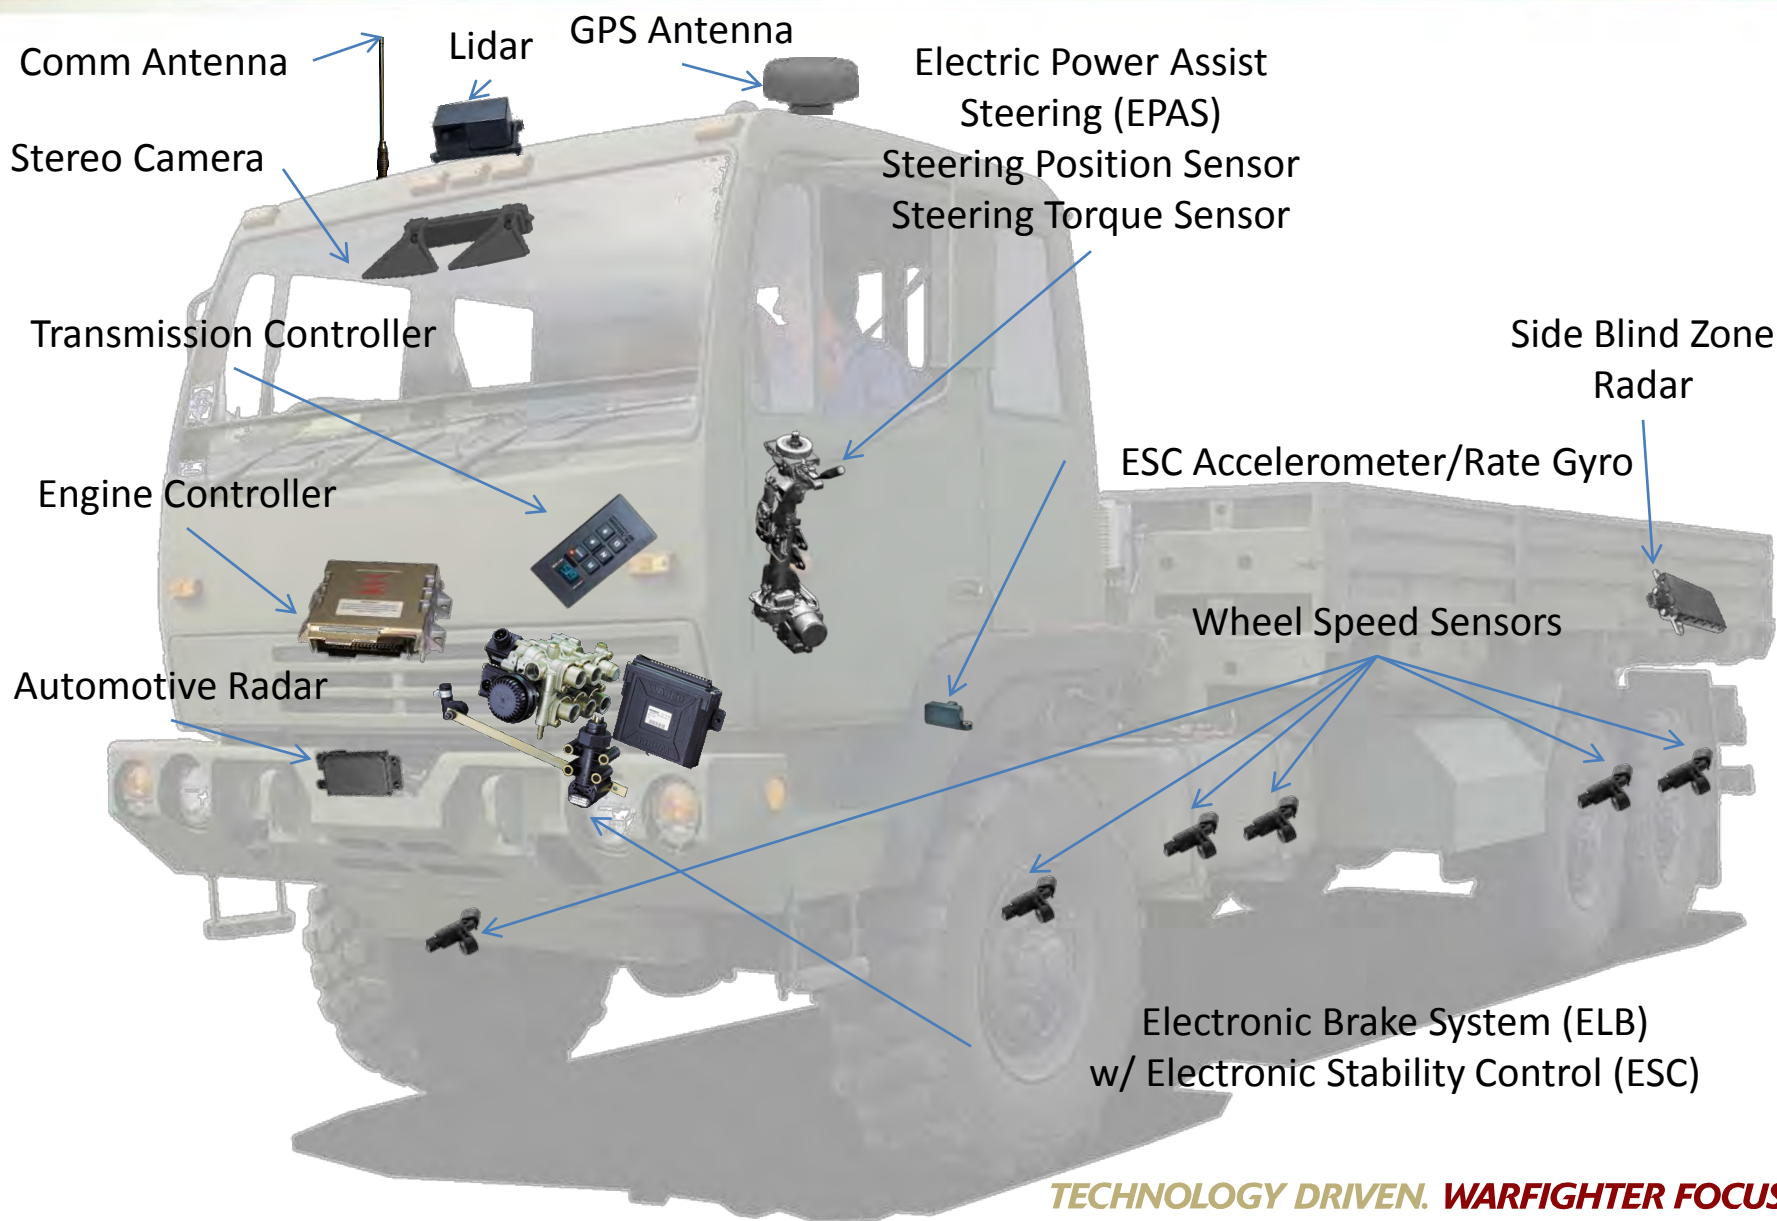 Comm Antenna
Lidar
GPS Antenna
Stereo Camera
Electric Power Assist
Steering (EPAS)
Steering Position Sensor
Steering Torque Sensor
Transmission Controller
Side Blind Zone
Radar
Engine Controller
ESC Accelerometer/Rate Gyro
Wheel Speed Sensors
Automotive Radar
Electronic Brake System (ELB)
w/ Electronic Stability Control (ESC)
TECHNOLOGY DRIVEN. WARFIGHTER FOCUS